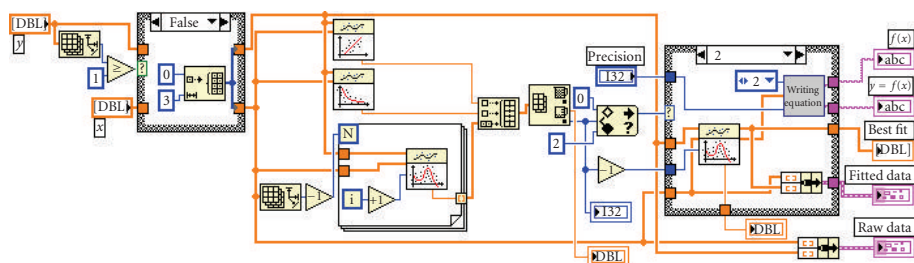 [DBL]
y
1
≥
?
[DBL]
x
False
0
3
N
-1
i
+1
Precision
I32
0
2
?
-1
I32
DBL
2
2
Writing
equation
?
DBL
f(x)
abc
y = f(x)
abc
Best fit
DBL]
Fitted data
Raw data